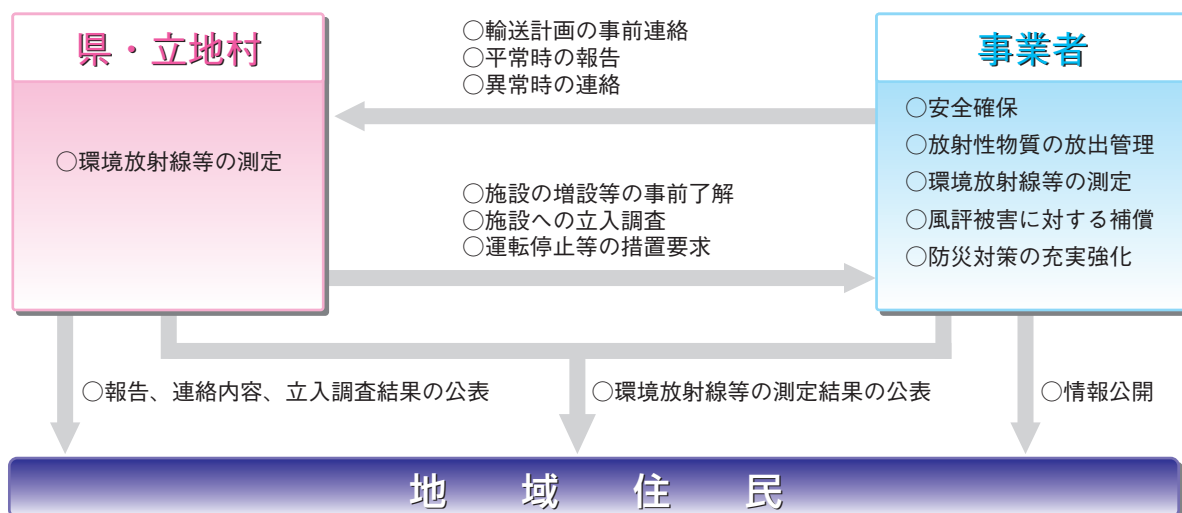 県・立地村
○環境放射線等の測定
○輸送計画の事前連絡
○平常時の報告
○異常時の連絡
○施設の増設等の事前了解
○施設への立入調査
○運転停止等の措置要求
事業者
○安全確保
○放射性物質の放出管理
○環境放射線等の測定
○風評被害に対する補償
○防災対策の充実強化
○報告、連絡内容、立入調査結果の公表
○環境放射線等の測定結果の公表
○情報公開
地域住民